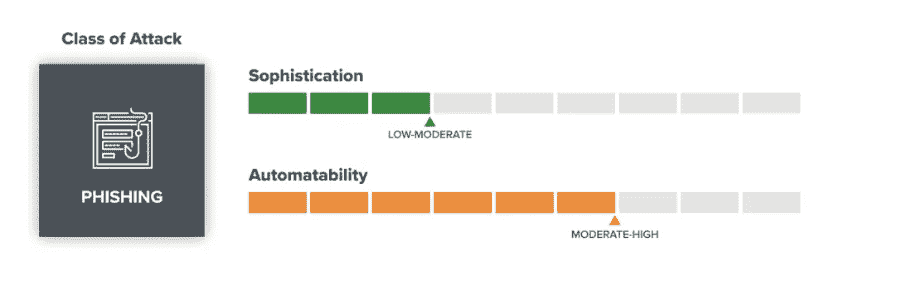 Class of Attack
PHISHING
Sophistication
LOW-MODERATE
Automatability
MODERATE-HIGH